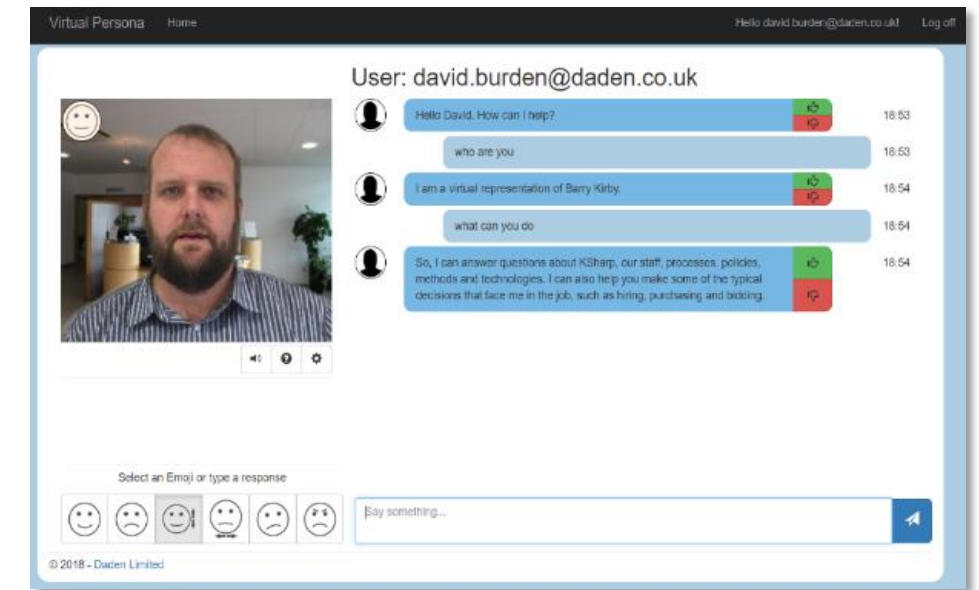 Virtual Persona Home Hello david.burden@daden.co.uk! Log off
User: david.burden@daden.co.uk
Hello David. How can I help? 18:53
who are you 18:53
I am a virtual representation of Barry Kirby. 18:54
what can you do 18:54
So, I can answer questions about KSharp, our staff, processes, policies, 18:54
methods and technologies. I can also help you make some of the typical
decisions that face me in the job, such as hiring, purchasing and bidding.
Select an Emoji or type a response
Say something...
© 2018 - Daden Limited